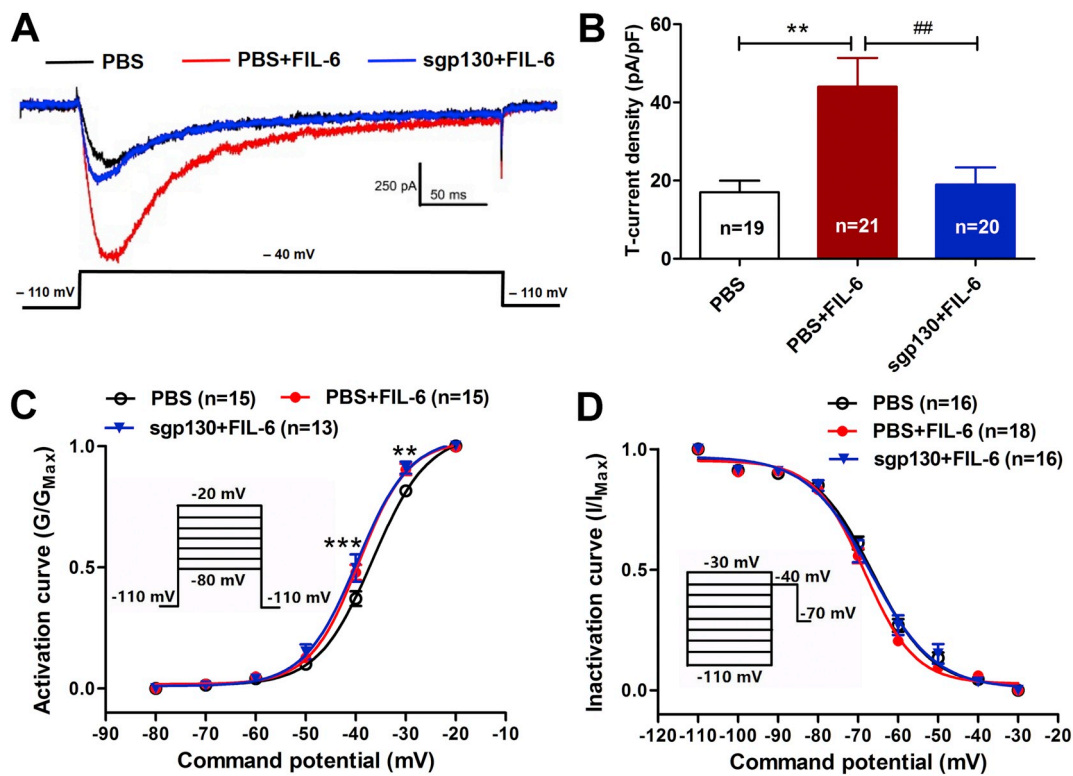 A
PBS PBS+FIL-6 sgp130+FIL-6
250 pA
50 ms
– 40 mV
– 110 mV – 110 mV
B
T-current density (pA/pF)
60
40
20
0
** ##
n=19 n=21 n=20
PBS PBS+FIL-6 sgp130+FIL-6
C
PBS (n=15) PBS+FIL-6 (n=15)
sgp130+FIL-6 (n=13)
Activation curve (G/GMax)
1.0
0.5
0.0
**
***
-20 mV
-80 mV
-110 mV -110 mV
-90 -80 -70 -60 -50 -40 -30 -20 -10
Command potential (mV)
D
PBS (n=16)
PBS+FIL-6 (n=18)
sgp130+FIL-6 (n=16)
Inactivation curve (I/IMax)
1.0
0.5
0.0
-30 mV
-40 mV
-70 mV
-110 mV
-120 -110 -100 -90 -80 -70 -60 -50 -40 -30 -20
Command potential (mV)